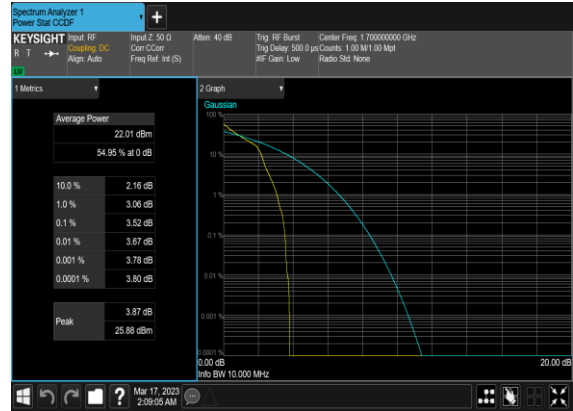 Spectrum Analyzer 1
Power Stat CCDF
KEYSIGHT
R T
LM
Input: RF
Coupling: DC
Align: Auto
Input Z: 50 Ω
Corr CCorr
Freq Ref: Int (S)
Atten: 40 dB
Trig: RF Burst
Trig Delay: 500.0 µs
#IF Gain: Low
Center Freq: 1.700000000 GHz
Counts: 1.00 M/1.00 Mpt
Radio Std: None
1 Metrics
Average Power
22.01 dBm
54.95 % at 0 dB
10.0 % 2.16 dB
1.0 % 3.06 dB
0.1 % 3.52 dB
0.01 % 3.67 dB
0.001 % 3.78 dB
0.0001 % 3.80 dB
Peak
3.87 dB
25.88 dBm
2 Graph
Gaussian
100 %
10 %
1 %
0.1 %
0.01 %
0.001 %
0.0001 %
0.00 dB 20.00 dB
Info BW 10.000 MHz
Mar 17, 2023
2:09:05 AM